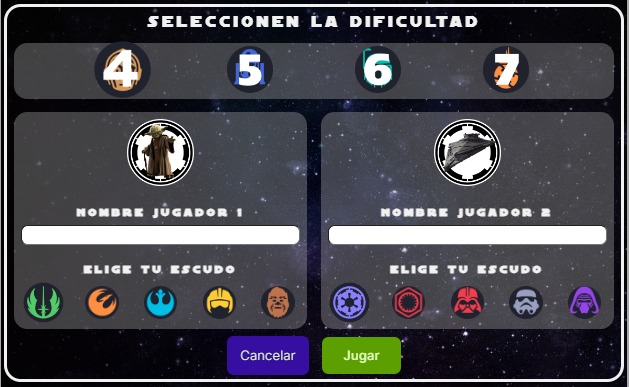 SELECCIONEN LA DIFICULTAD
4 5 6 7
NOMBRE JUGADOR 1
NOMBRE JUGADOR 2
ELIGE TU ESCUDO
ELIGE TU ESCUDO
Cancelar
Jugar